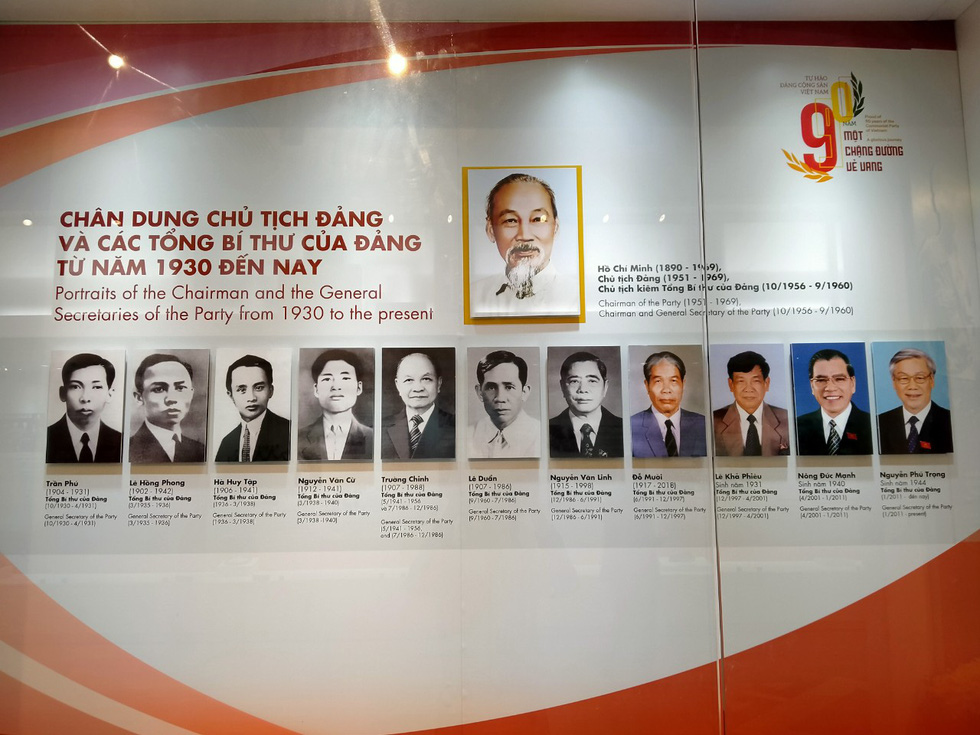 TỰ HÀO
ĐẢNG CỘNG SẢN
VIỆT NAM
90
NĂM
MỘT
CHẶNG ĐƯỜNG
VẺ VANG
CHÂN DUNG CHỦ TỊCH ĐẢNG
VÀ CÁC TỔNG BÍ THƯ CỦA ĐẢNG
TỪ NĂM 1930 ĐẾN NAY
Portraits of the Chairman and the General
Secretaries of the Party from 1930 to the present
Hồ Chí Minh (1890 - 1969),
Chủ tịch Đảng (1951 - 1969),
Chủ tịch kiêm Tổng Bí thư của Đảng (10/1956 - 9/1960)
Chairman of the Party (1951 - 1969),
Chairman and General Secretary of the Party (10/1956 - 9/1960)
Trần Phú
(1904 - 1931)
Tổng Bí thư của Đảng
(10/1930 - 4/1931)
General Secretary of the Party
(10/1930 - 4/1931)
Lê Hồng Phong
(1902 - 1942)
Tổng Bí thư của Đảng
(3/1935 - 1936)
General Secretary of the Party
(3/1935 - 1936)
Hà Huy Tập
(1906 - 1941)
Tổng Bí thư của Đảng
(1936 - 3/1938)
General Secretary of the Party
(1936 - 3/1938)
Nguyễn Văn Cừ
(1912 - 1941)
Tổng Bí thư của Đảng
(3/1938 - 1940)
General Secretary of the Party
(3/1938 -1940)
Trường Chinh
(1907 - 1988)
Tổng Bí thư của Đảng
(5/1941 - 1956
và 7/1986 - 12/1986)
General Secretary of the Party
(5/1941 - 1956,
and (7/1986 - 12/1986)
Lê Duẩn
(1907 - 1986)
Tổng Bí thư của Đảng
(9/1960 - 7/1986)
General Secretary of the Party
(9/1960 - 7/1986)
Nguyễn Văn Linh
(1915 - 1998)
Tổng Bí thư của Đảng
(12/1986 - 6/1991)
General Secretary of the Party
(12/1986 - 6/1991)
Đỗ Mười
(1917 - 2018)
Tổng Bí thư của Đảng
(6/1991 - 12/1997)
General Secretary of the Party
(6/1991 - 12/1997)
Lê Khả Phiêu
Sinh năm 1931
Tổng Bí thư của Đảng
(12/1997 - 4/2001)
General Secretary of the Party
(12/1997 - 4/2001)
Nông Đức Mạnh
Sinh năm 1940
Tổng Bí thư của Đảng
(4/2001 - 1/2011)
General Secretary of the Party
(4/2001 - 1/2011)
Nguyễn Phú Trọng
Sinh năm 1944
Tổng Bí thư của Đảng
(1/2011 - đến nay)
General Secretary of the Party
(1/2011 - present)